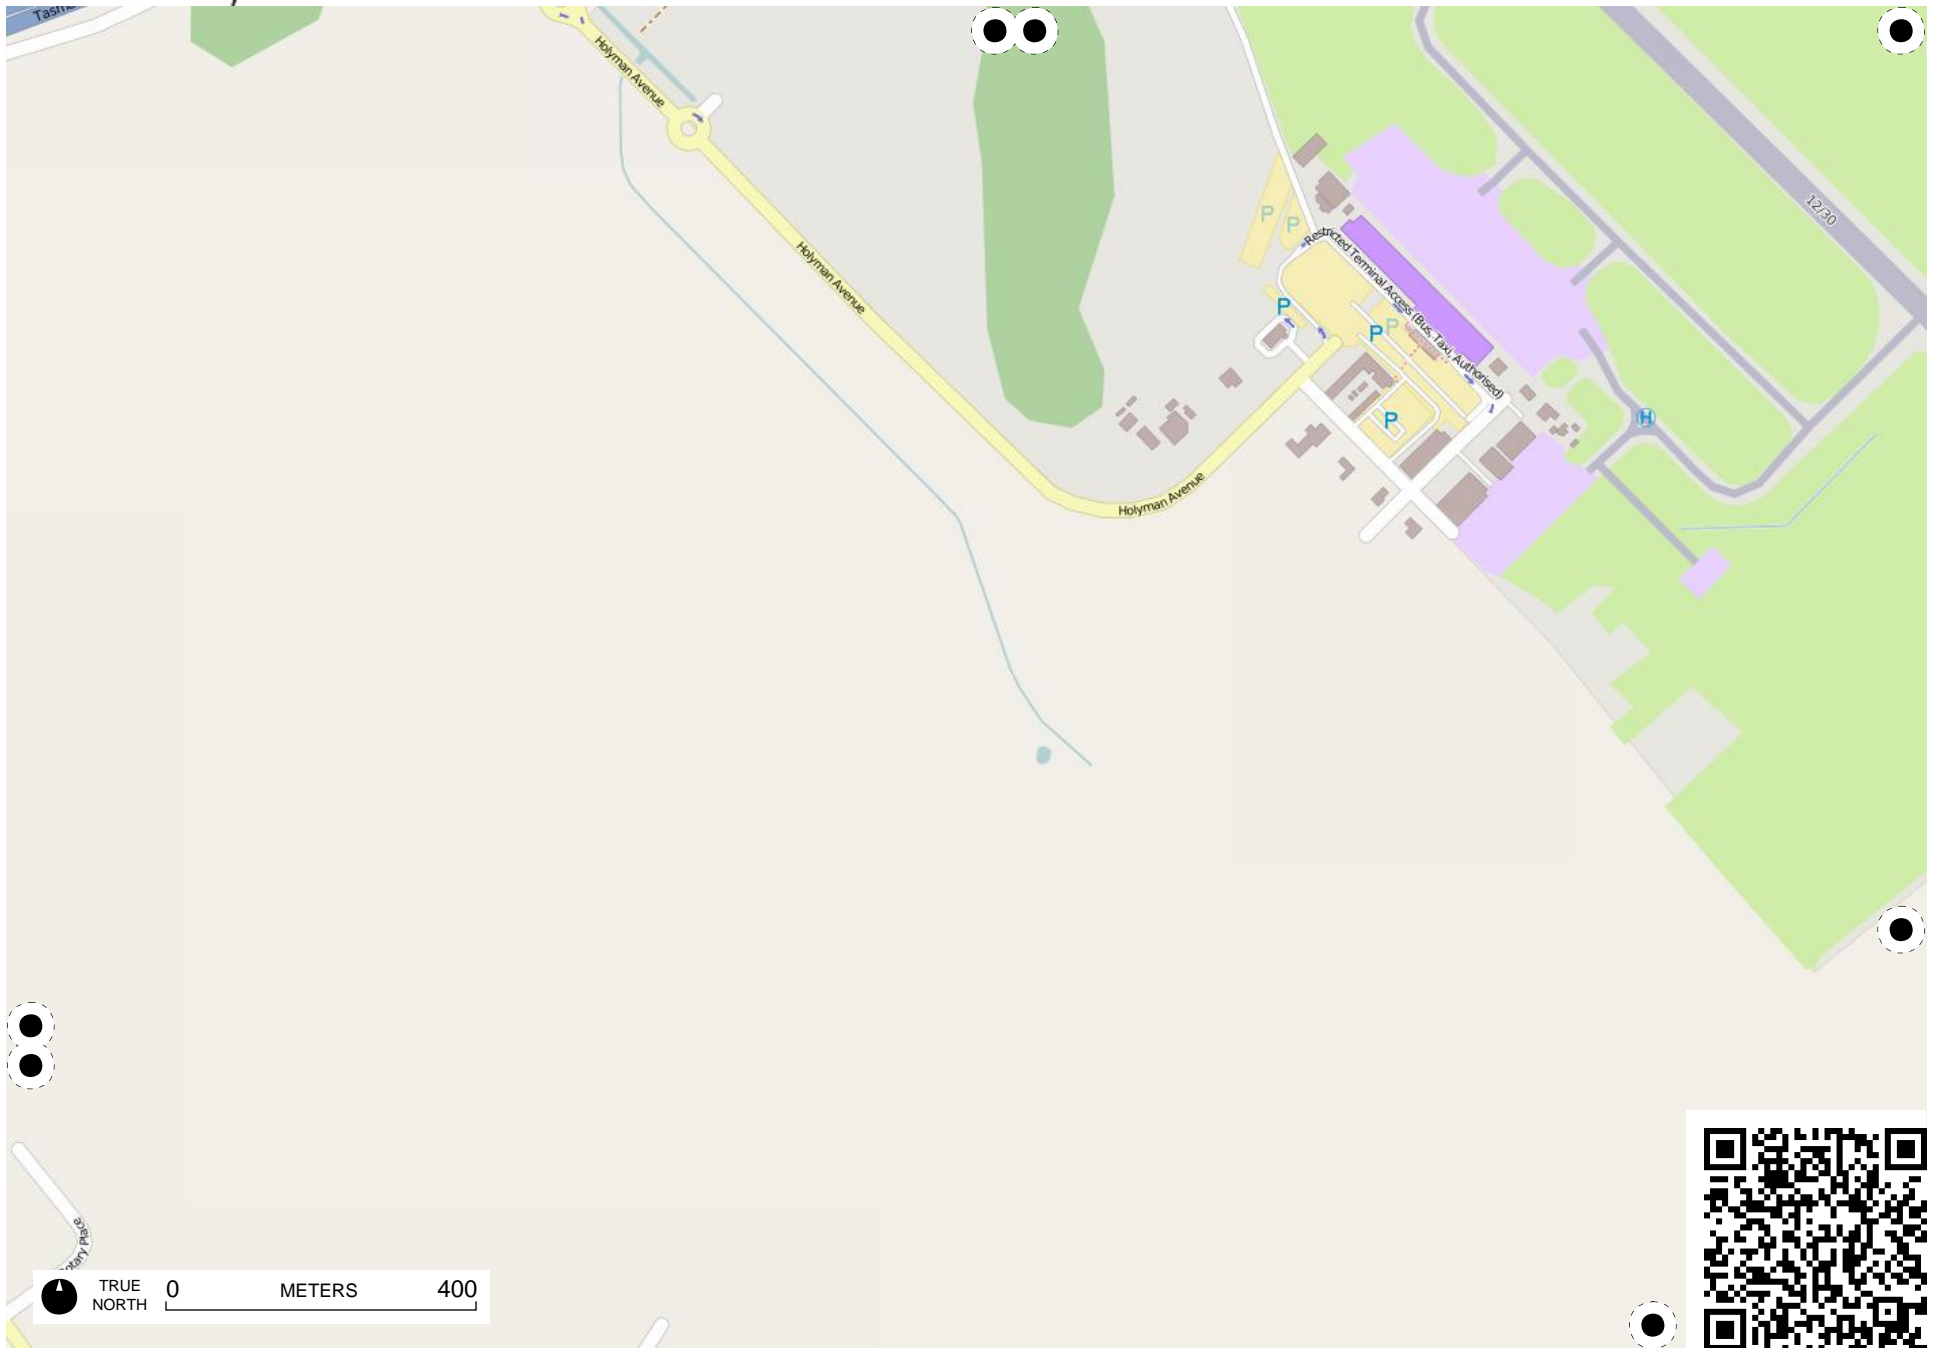 Holyman Avenue
12/30
P
P
Restricted Terminal Access (Bus, Taxi, Authorised)
Holyman Avenue
P
P
P
P
H
Holyman Avenue
TRUE
NORTH
0 METERS 400